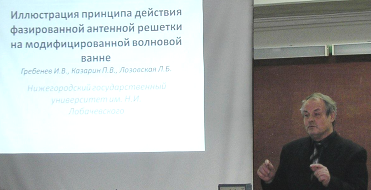 Иллюстрация принципа действия
фазированной антенной решетки
на модифицированной волновой
ванне
Гребенев И.В., Казарин П.В., Лозовская Л.Б.
Нижегородский государственный
университет им. Н.И.
Лобачевского